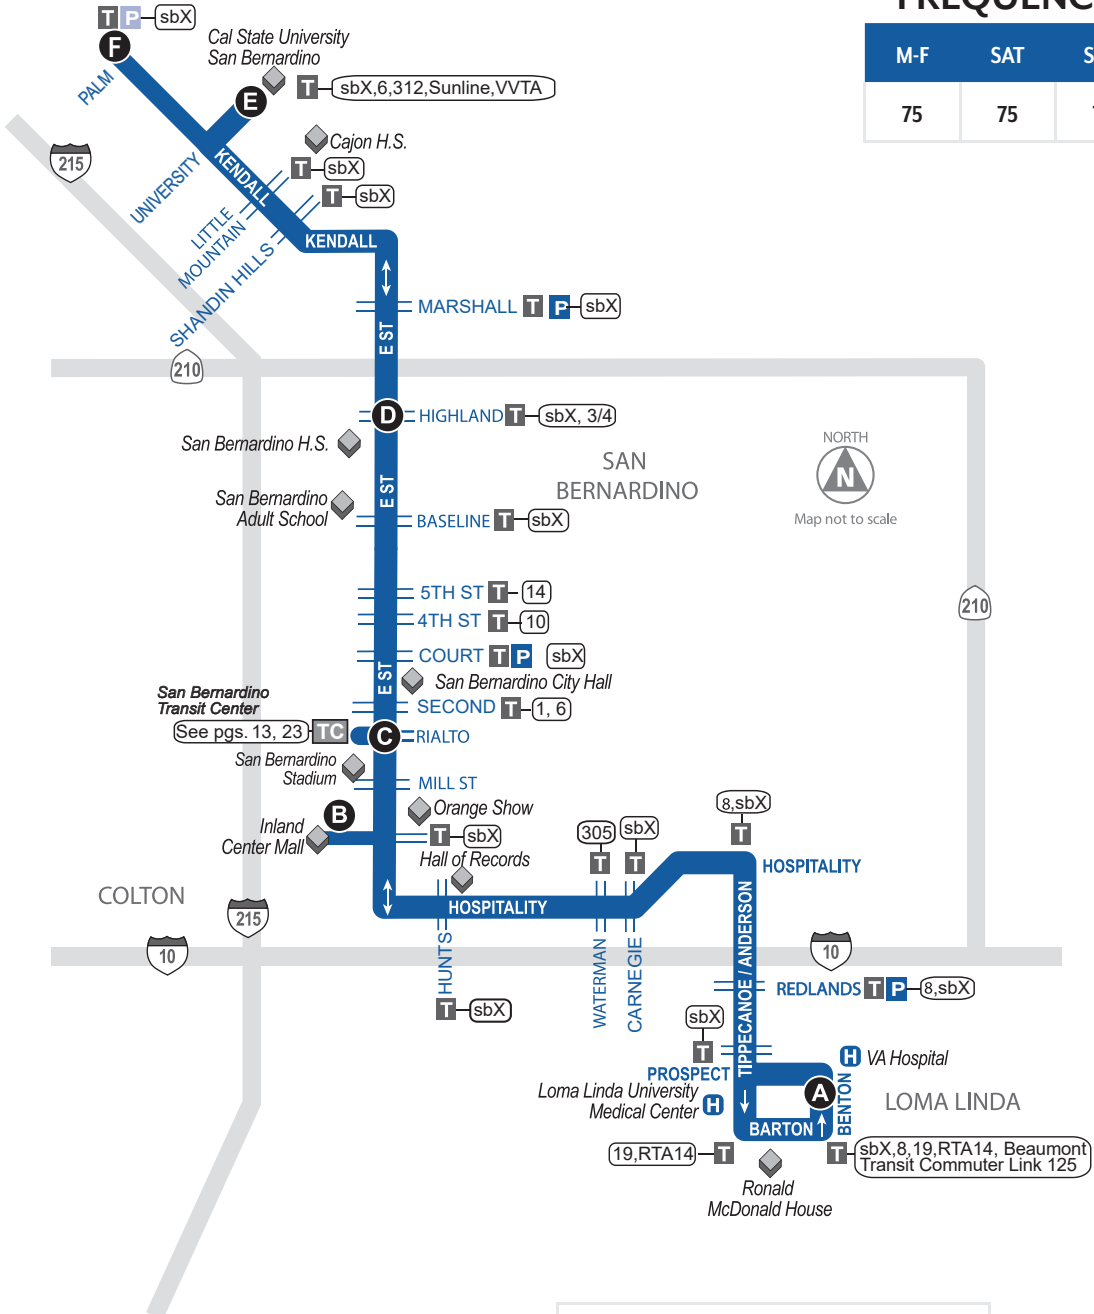 FREQUENC
M-F SAT S
75 75
T P sbX
F
Cal State University
San Bernardino
PALM
E
T sbX,6,312,Sunline,VVTA
Cajon H.S.
215
T sbX
KENDALL
UNIVERSITY
T sbX
LITTLE
MOUNTAIN
SHANDIN HILLS
KENDALL
MARSHALL T P sbX
E ST
210
D HIGHLAND T sbX, 3/4
San Bernardino H.S.
SAN
BERNARDINO
NORTH
N
Map not to scale
E ST
San Bernardino
Adult School
BASELINE T sbX
5TH ST T 14
4TH ST T 10
210
COURT T P sbX
E ST
San Bernardino City Hall
San Bernardino
Transit Center
SECOND T 1, 6
See pgs. 13, 23 TC C RIALTO
San Bernardino
Stadium
MILL ST
B
Orange Show
Inland
Center Mall
T sbX
Hall of Records
305
T
sbX
T
8,sbX
T
HOSPITALITY
COLTON
215
HOSPITALITY
10
HUNTS
T sbX
WATERMAN
CARNEGIE
TIPPECANOE / ANDERSON
10
REDLANDS T P 8,sbX
sbX
T
PROSPECT
H VA Hospital
Loma Linda University
Medical Center H
A
BENTON
LOMA LINDA
BARTON
19,RTA14 T
T sbX,8,19,RTA14, Beaumont
Transit Commuter Link 125
Ronald
McDonald House